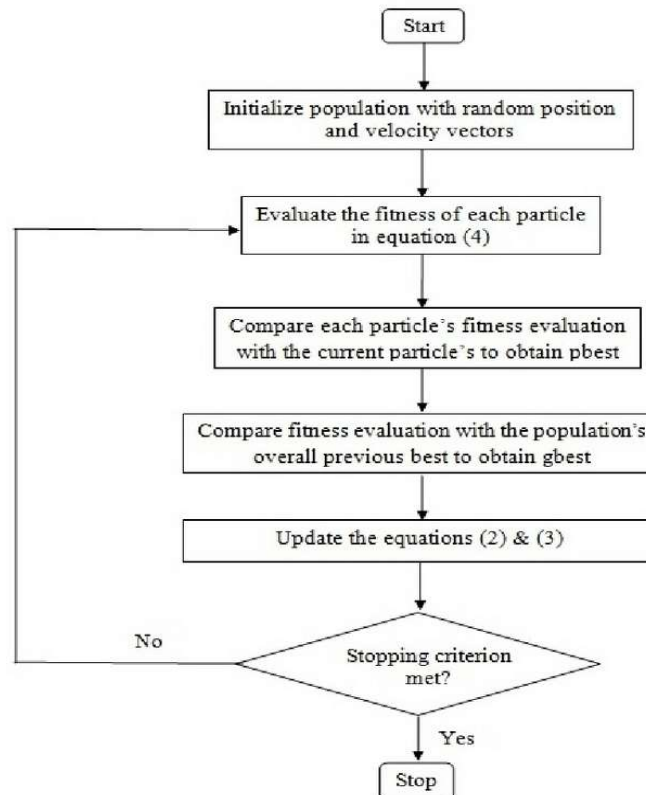 Start
Initialize population with random position
and velocity vectors
Evaluate the fitness of each particle
in equation (4)
Compare each particle's fitness evaluation
with the current particle's to obtain pbest
Compare fitness evaluation with the population's
overall previous best to obtain gbest
Update the equations (2) & (3)
No
Stopping criterion
met?
Yes
Stop